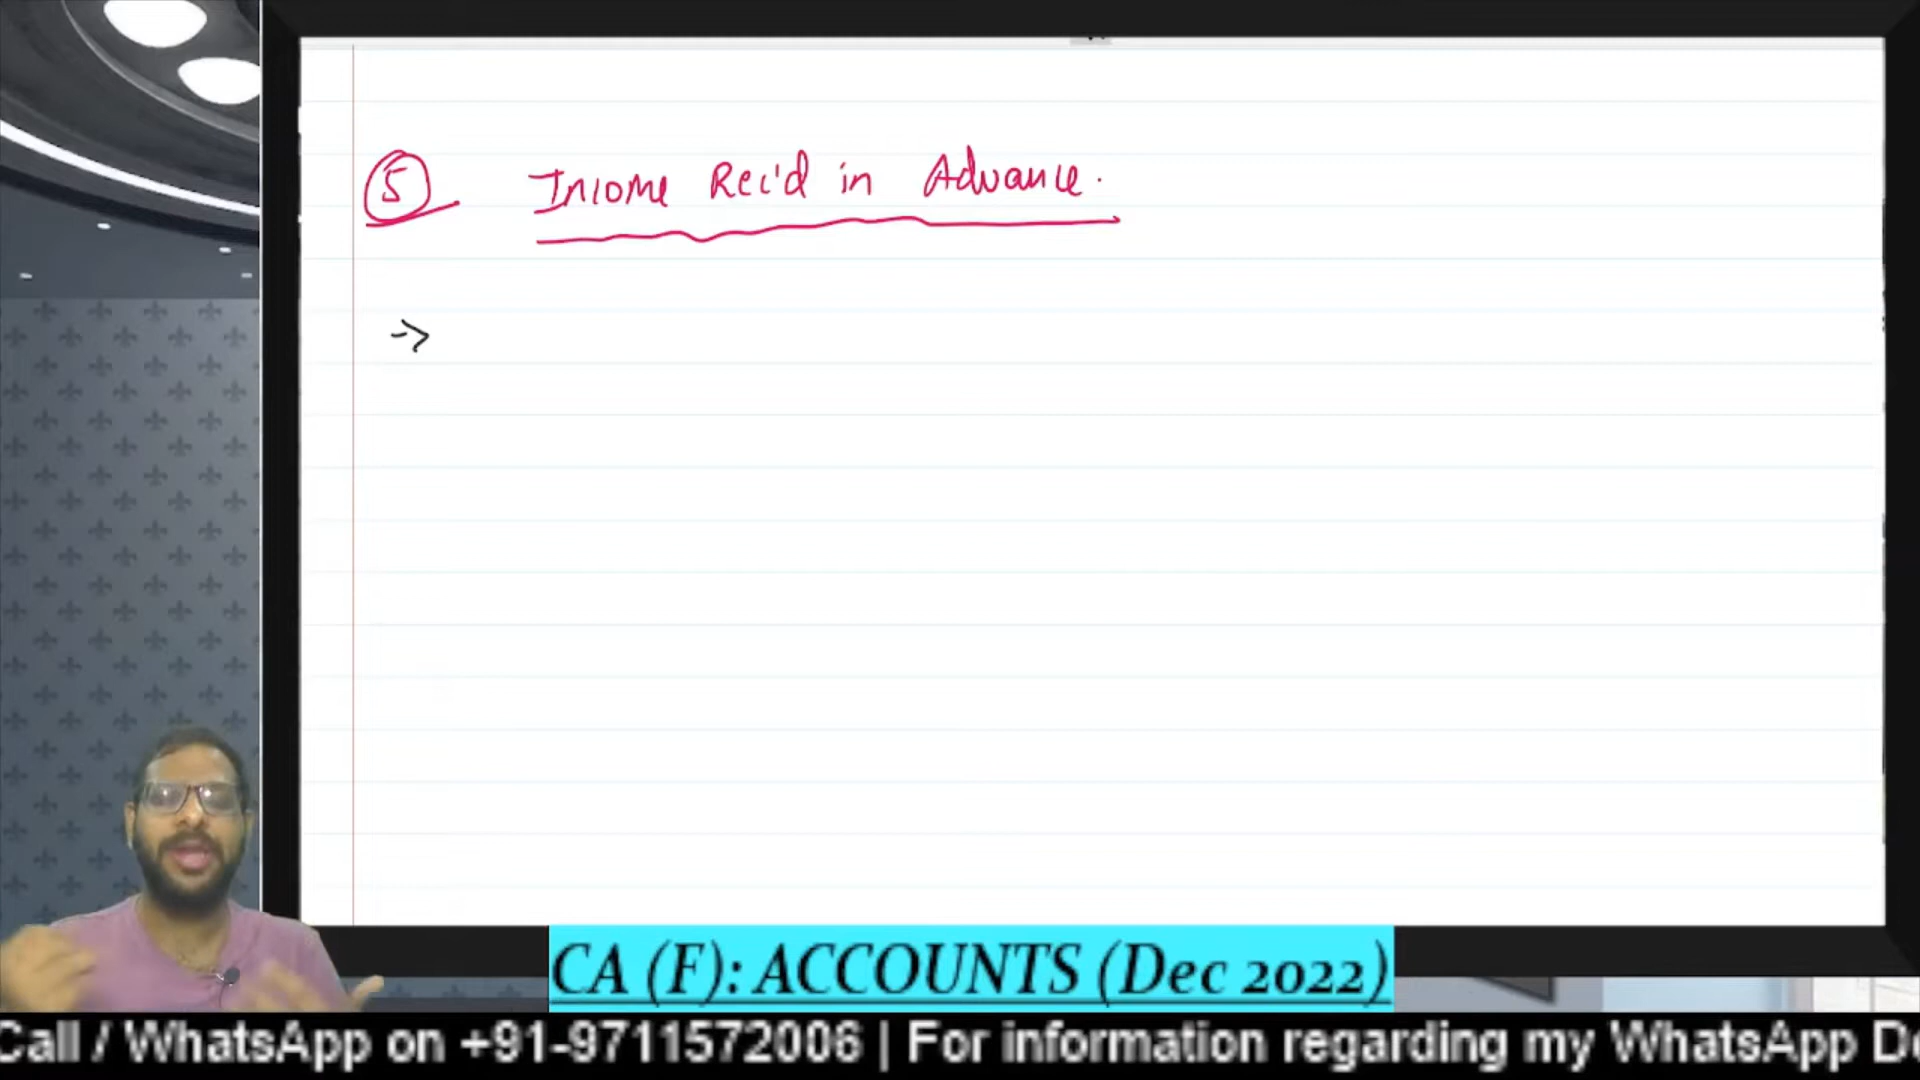 5 Income Rec'd in Advance.
->
CA (F): ACCOUNTS (Dec 2022)
Call / WhatsApp on +91-9711572006 | For information regarding my WhatsApp De